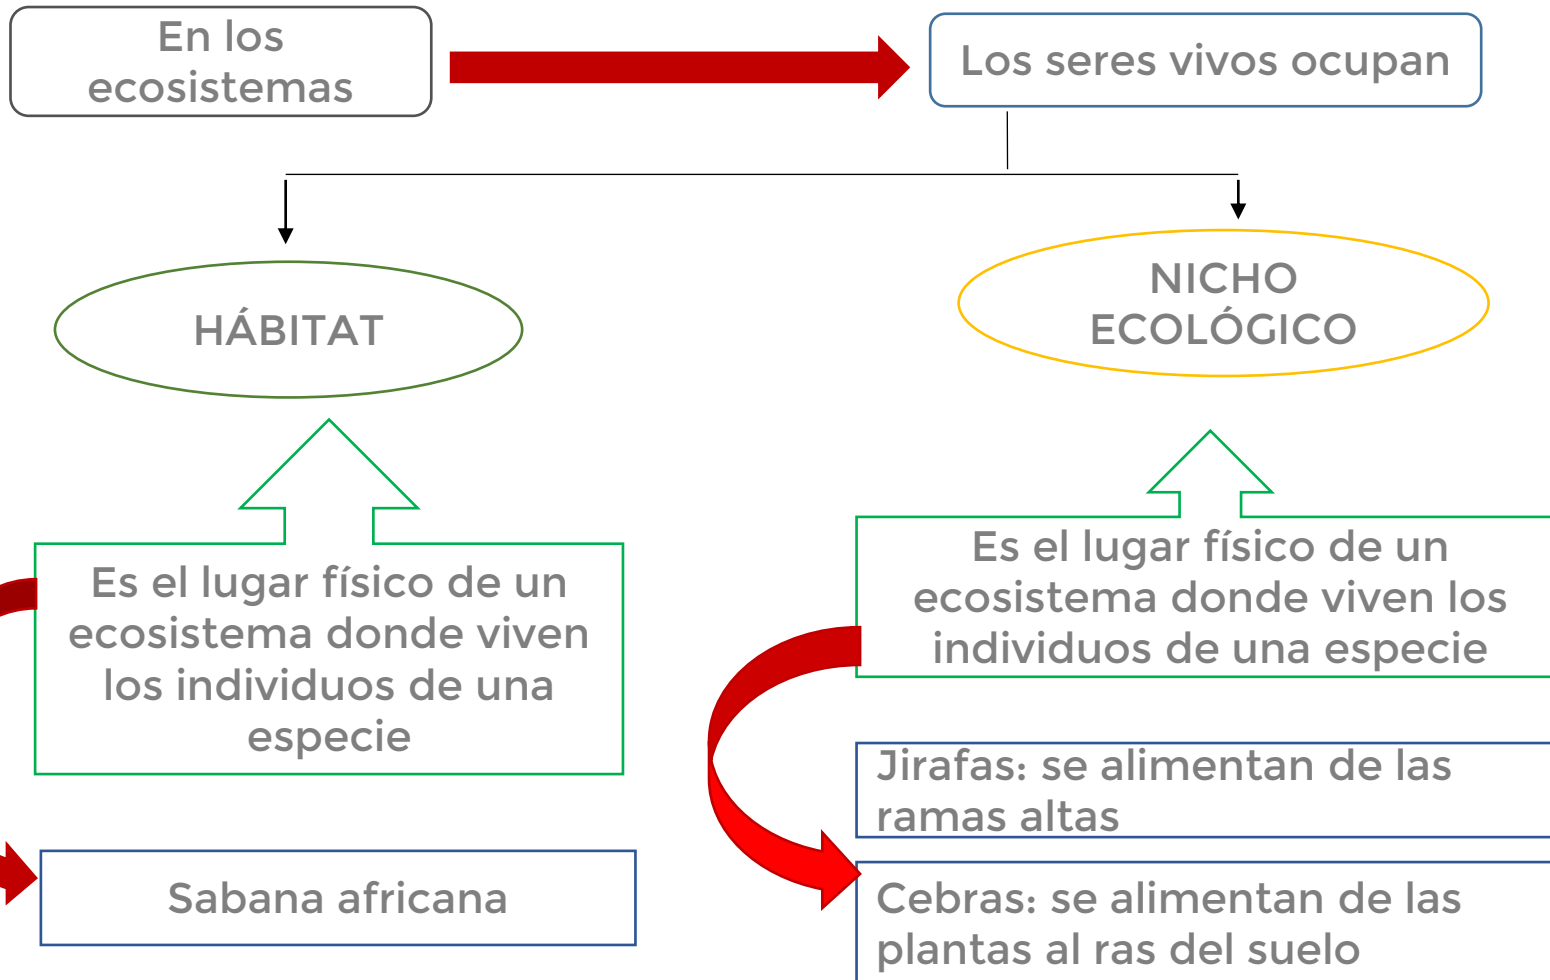 En los
ecosistemas
Los seres vivos ocupan
HÁBITAT
NICHO
ECOLÓGICO
Es el lugar físico de un
ecosistema donde viven
los individuos de una
especie
Es el lugar físico de un
ecosistema donde viven los
individuos de una especie
Sabana africana
Jirafas: se alimentan de las
ramas altas
Cebras: se alimentan de las
plantas al ras del suelo